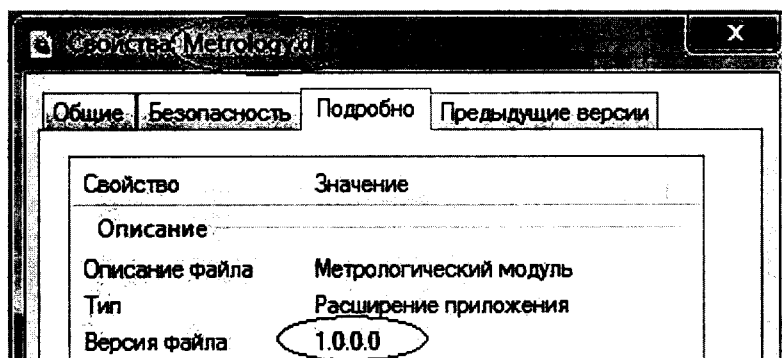 Свойства: Metrology.d
Общие Безопасность Подробно Предыдущие версии
Свойство Значение
Описание
Описание файла Метрологический модуль
Тип Расширение приложения
Версия файла 1.0.0.0